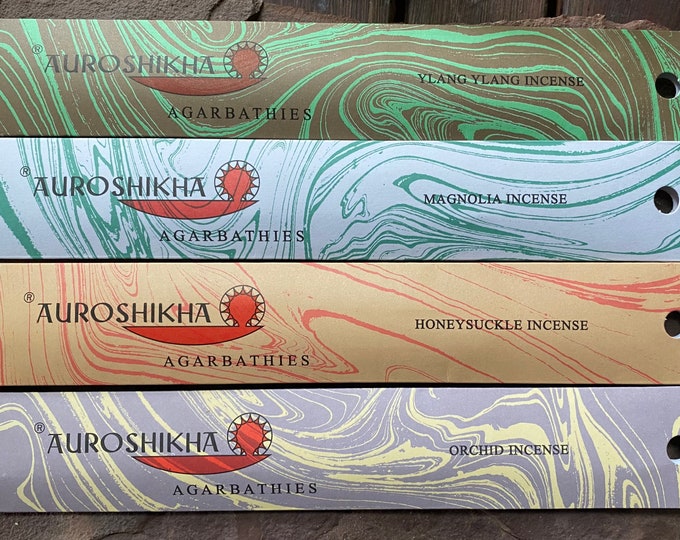 ® AUROSHIKHA
AGARBATHIES
YLANG YLANG INCENSE
® AUROSHIKHA
AGARBATHIES
MAGNOLIA INCENSE
® AUROSHIKHA
AGARBATHIES
HONEYSUCKLE INCENSE
® AUROSHIKHA
AGARBATHIES
ORCHID INCENSE